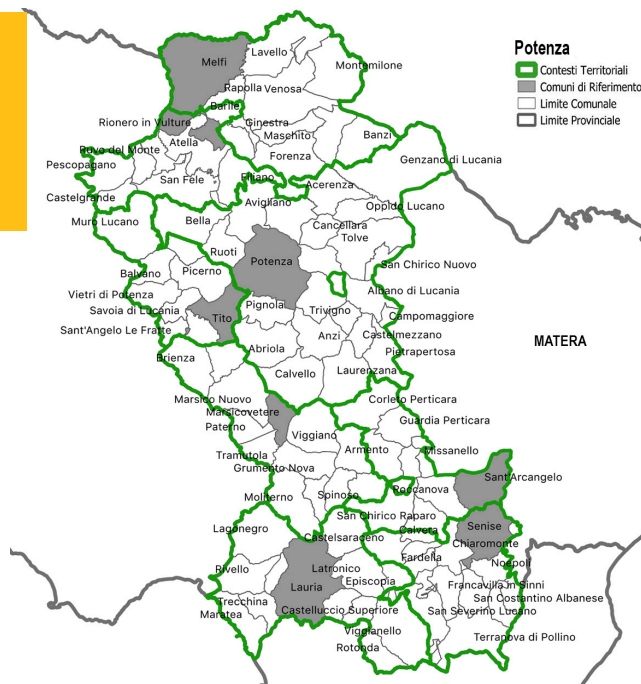 Potenza
Contesti Territoriali
Comuni di Riferimento
Limite Comunale
Limite Provinciale
Lavello
Melfi
Montemilone
Rapolla
Venosa
Barile
Rionero in Vulture
Ginestra
Maschito
Banzi
Atella
Ruvo del Monte
Forenza
Genzano di Lucania
Pescopagano
San Fele
Filiano
Acerenza
Castelgrande
Avigliano
Oppido Lucano
Muro Lucano
Bella
Cancellara
Tolve
Ruoti
Potenza
San Chirico Nuovo
Balvano
Picerno
Albano di Lucania
Vietri di Potenza
Pignola
Trivigno
Campomaggiore
Savoia di Lucania
Tito
Sant'Angelo Le Fratte
Anzi
Castelmezzano
MATERA
Brienza
Abriola
Pietrapertosa
Calvello
Laurenzana
Marsico Nuovo
Corleto Perticara
Marsicovetere
Guardia Perticara
Paterno
Viggiano
Armento
Missanello
Tramutola
Grumento Nova
Sant'Arcangelo
Moliterno
Spinoso
Roccanova
San Chirico Raparo
Senise
Lagonegro
Castelsaraceno
Calvera
Chiaromonte
Fardella
Noepoli
Rivello
Latronico
Episcopia
Francavilla in Sinni
Lauria
San Costantino Albanese
Trecchina
Castelluccio Superiore
San Severino Lucano
Maratea
Viggianello
Terranova di Pollino
Rotonda